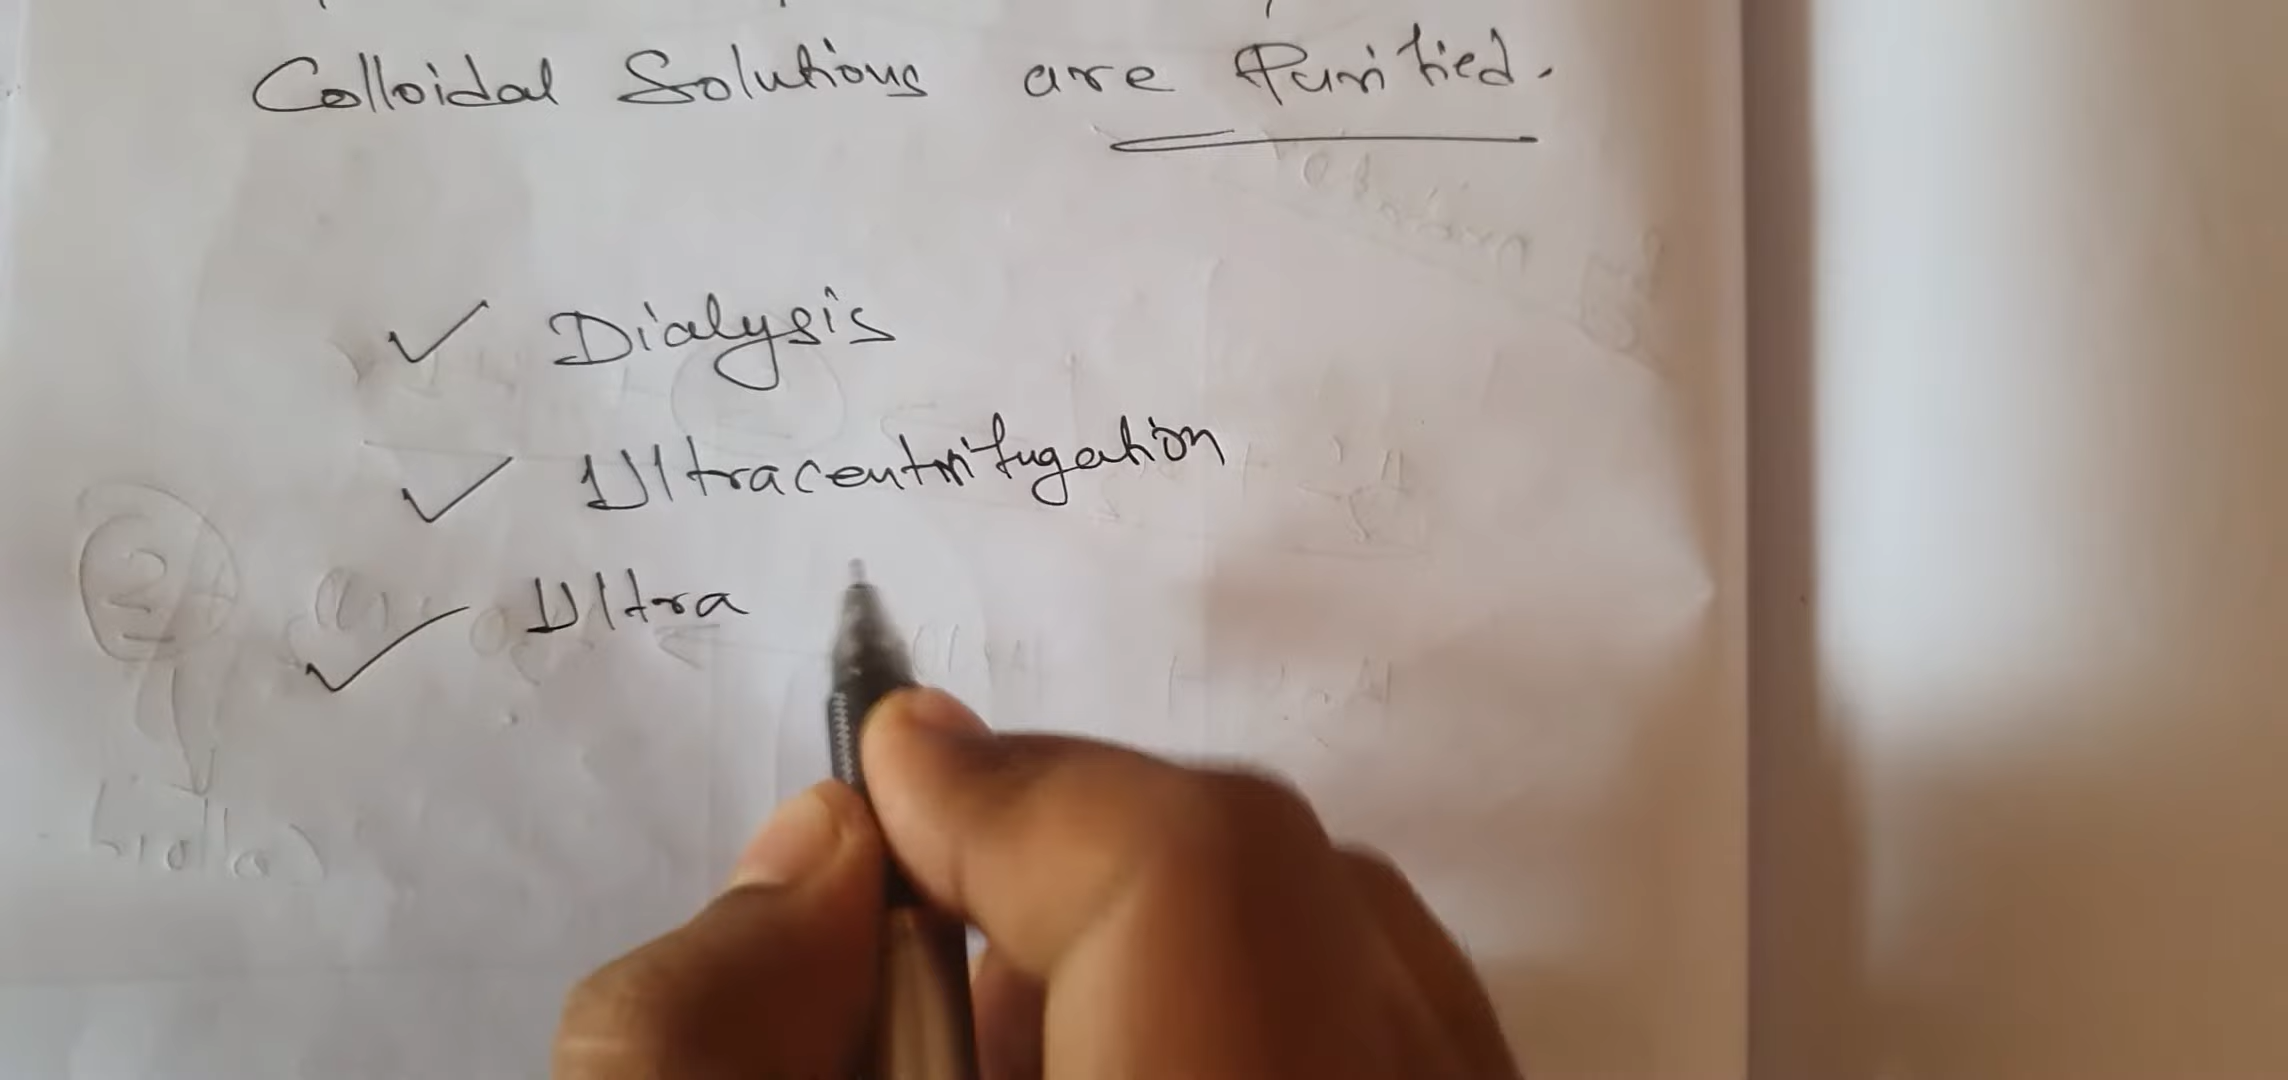 Colloidal Solutions are Purified.
✓ Dialysis
✓ Ultracentrifugation
✓ Ultra